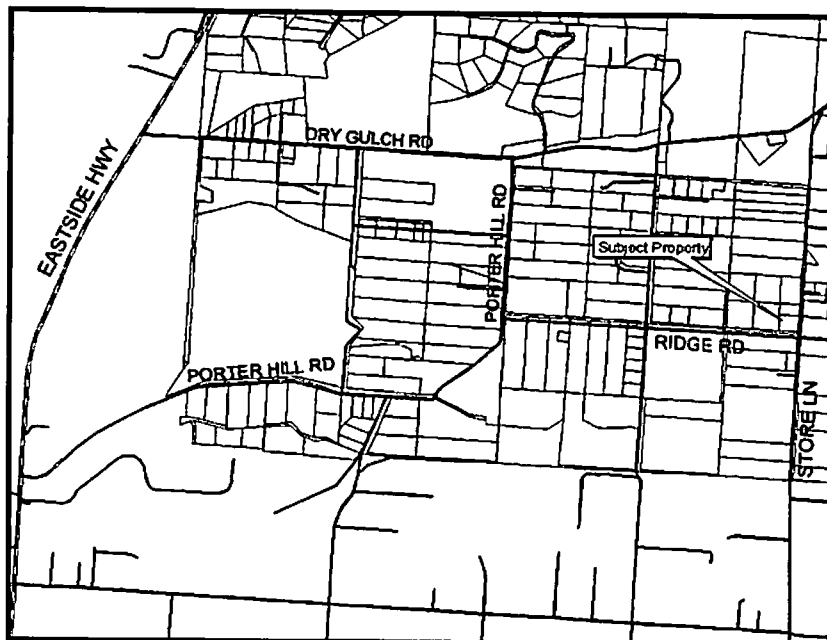 DRY GULCH RD
EASTSIDE HWY
PORTER HILL RD
Subject Property
RIDGE RD
PORTER HILL RD
STORE LN